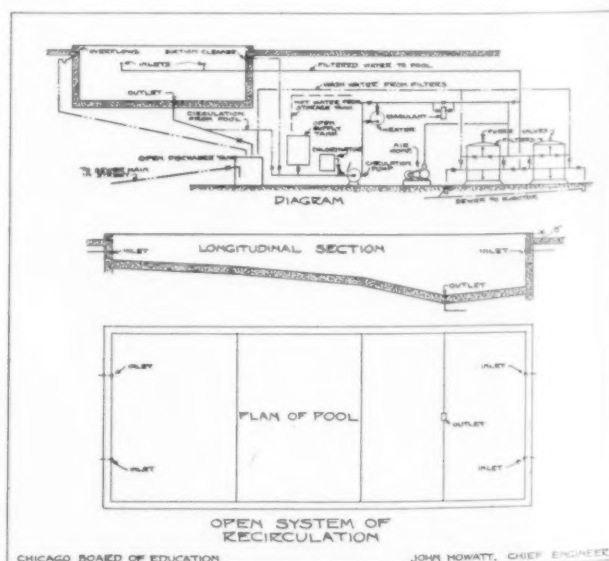 OVERFLOWS
SUCTION CLEANER
INLETS
FILTERED WATER TO POOL
WASH WATER FROM FILTERS
OUTLET
CIRCULATION
FROM POOL
HOT WATER FROM
STORAGE TANK
OPEN
SUPPLY
TANK
COAGULANT
HEATER
CHLORINATOR
AIR
PUMP
CIRCULATION
PUMP
FILTERS
OPEN DISCHARGE TANK
TO SEWER MAIN
SEWER TO EJECTOR
DIAGRAM
INLET
LONGITUDINAL SECTION
INLET
OUTLET
INLET
INLET
PLAN OF POOL
OUTLET
INLET
INLET
OPEN SYSTEM OF
RECIRCULATION
CHICAGO BOARD OF EDUCATION
JOHN HOWATT, CHIEF ENGINEER